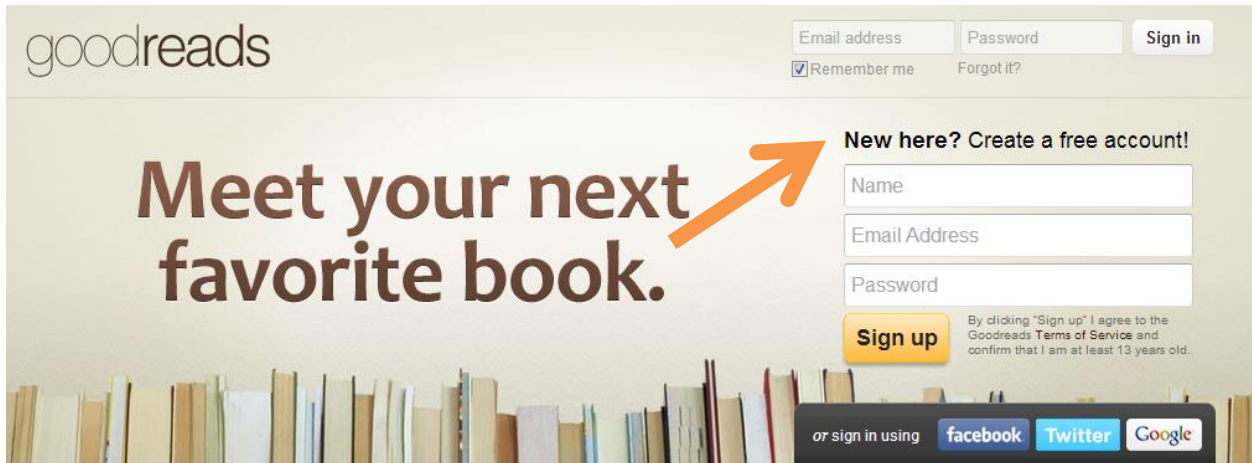 goodreads
Email address Password Sign in
Remember me Forgot it?
New here? Create a free account!
Meet your next
favorite book.
Name
Email Address
Password
Sign up
By clicking "Sign up" I agree to the
Goodreads Terms of Service and
confirm that I am at least 13 years old.
or sign in using facebook Twitter Google